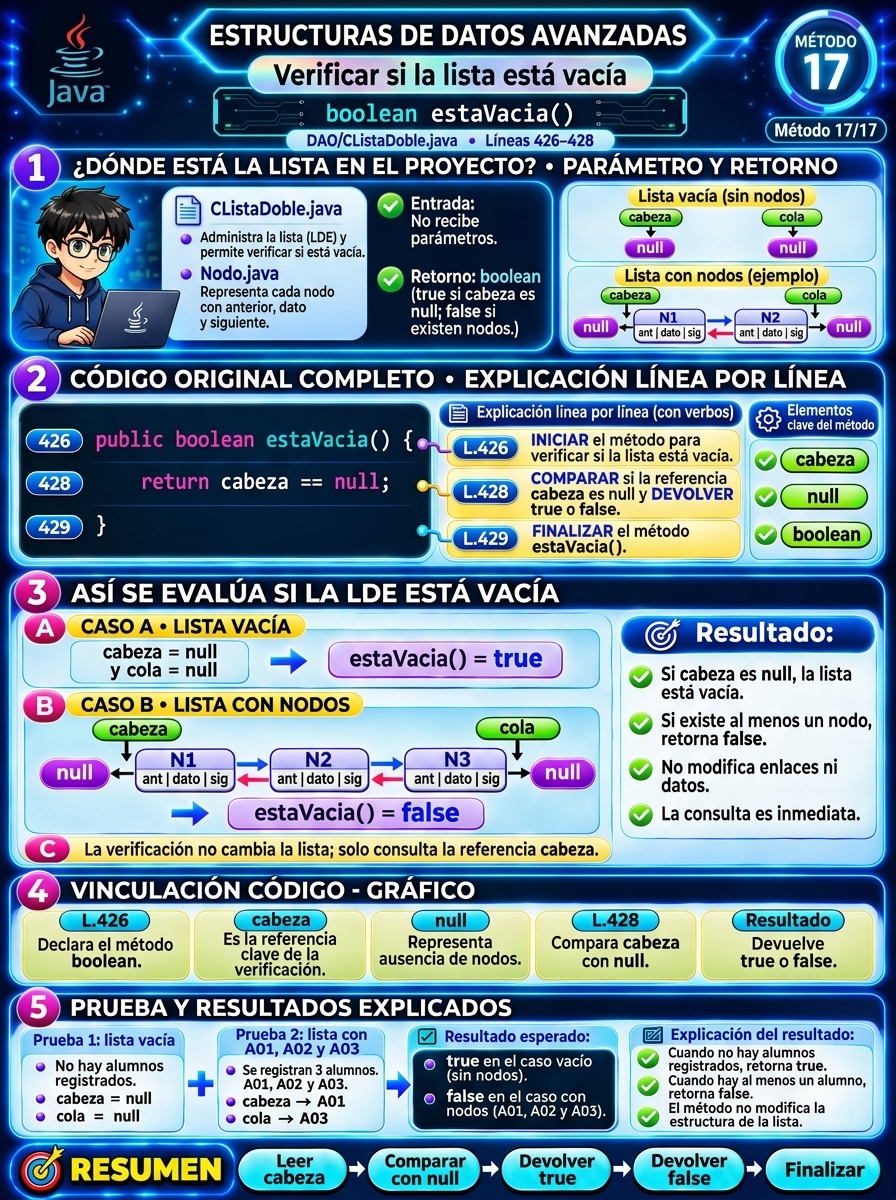 Java
ESTRUCTURAS DE DATOS AVANZADAS
Verificar si la lista está vacía
boolean estaVacia()
DAO/CListaDoble.java • Líneas 426–428
MÉTODO
17
Método 17/17
1 ¿DÓNDE ESTÁ LA LISTA EN EL PROYECTO? • PARÁMETRO Y RETORNO
CListaDoble.java
Administra la lista (LDE) y
permite verificar si está vacía.
Nodo.java
Representa cada nodo
con anterior, dato
y siguiente.
Entrada:
No recibe
parámetros.
Retorno: boolean
(true si cabeza es
null; false si
existen nodos.)
Lista vacía (sin nodos)
cabeza cola
null null
Lista con nodos (ejemplo)
cabeza cola
null N1 N2 null
ant | dato | sig ant | dato | sig
2 CÓDIGO ORIGINAL COMPLETO • EXPLICACIÓN LÍNEA POR LÍNEA
426 public boolean estaVacia() {
428 return cabeza == null;
429 }
Explicación linea por línea (con verbos)
L.426 INICIAR el método para
verificar si la lista está vacía.
L.428 COMPARAR si la referencia
cabeza es null y DEVOLVER
true o false.
L.429 FINALIZAR el método
estaVacia().
Elementos
clave del método
cabeza
null
boolean
3 ASÍ SE EVALÚA SI LA LDE ESTÁ VACÍA
A CASO A • LISTA VACÍA
cabeza = null
y cola = null
estaVacia() = true
B CASO B • LISTA CON NODOS
cabeza cola
null N1 N2 N3 null
ant | dato | sig ant | dato | sig ant | dato | sig
estaVacia() = false
C La verificación no cambia la lista; solo consulta la referencia cabeza.
Resultado:
Si cabeza es null, la lista
está vacía.
Si existe al menos un nodo,
retorna false.
No modifica enlaces ni
datos.
La consulta es inmediata.
4 VINCULACIÓN CÓDIGO - GRÁFICO
L.426
Declara el método
boolean.
cabeza
Es la referencia
clave de la
verificación.
null
Representa
ausencia de nodos.
L.428
Compara cabeza
con null.
Resultado
Devuelve
true o false.
5 PRUEBA Y RESULTADOS EXPLICADOS
Prueba 1: lista vacía
No hay alumnos
registrados.
cabeza = null
cola = null
Prueba 2: lista con
A01, A02 y A03
Se registran 3 alumnos.
A01, A02 y A03.
cabeza → A01
cola → A03
Resultado esperado:
true en el caso vacío
(sin nodos).
false en el caso con
nodos (A01, A02 y A03).
Explicación del resultado:
Cuando no hay alumnos
registrados, retorna true.
Cuando hay al menos un alumno,
retorna false.
El método no modifica la
estructura de la lista.
RESUMEN
Leer
cabeza
Comparar
con null
Devolver
true
Devolver
false
Finalizar